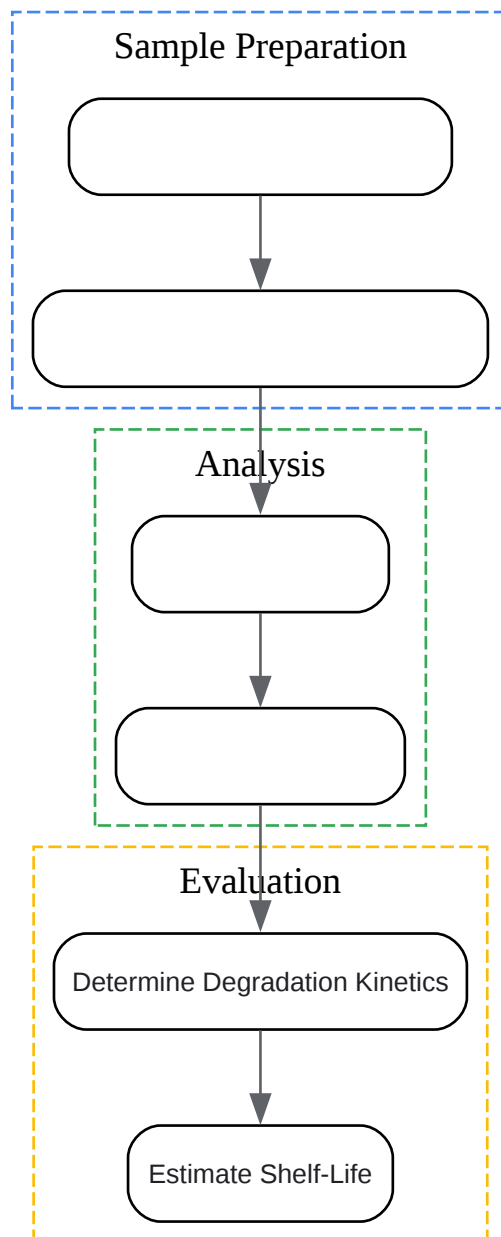 Sample Preparation
Analysis
Evaluation
Determine Degradation Kinetics
Estimate Shelf-Life